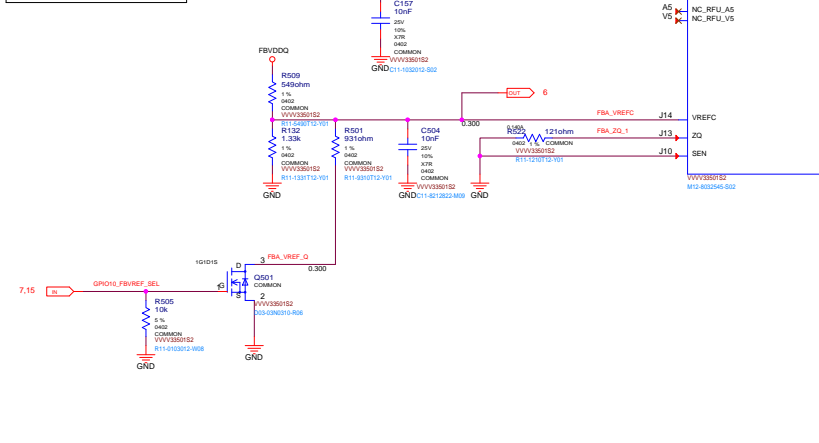 C157
10nF
25V
10%
X7R
0402
COMMON
VVVV33501S2
C11-1032012-S02
GND
A5
NC_RFU_A5
V5
NC_RFU_V5
FBVDDQ
R509
549ohm
1 %
0402
COMMON
VVVV33501S2
R11-5490T12-Y01
OUT
6
0.300
FBA_VREFC
J14
VREFC
R132
1.33k
1 %
0402
COMMON
VVVV33501S2
R11-1331T12-Y01
GND
R501
931ohm
1 %
0402
COMMON
VVVV33501S2
R11-9310T12-Y01
C504
10nF
25V
10%
X7R
0402
COMMON
VVVV33501S2
C11-8212822-M09
GND
0.140A
R522
121ohm
0402
1 %
COMMON
VVVV33501S2
R11-1210T12-Y01
GND
FBA_ZQ_1
J13
ZQ
J10
SEN
VVVV33501S2
M12-8032545-S02
1G1D1S
D
3
FBA_VREF_Q
0.300
7,15
IN
GPIO10_FBVREF_SEL
1
G
S
Q501
COMMON
2
VVVV33501S2
D03-03N0310-R06
GND
R505
10k
5 %
0402
COMMON
VVVV33501S2
R11-0103012-W08
GND